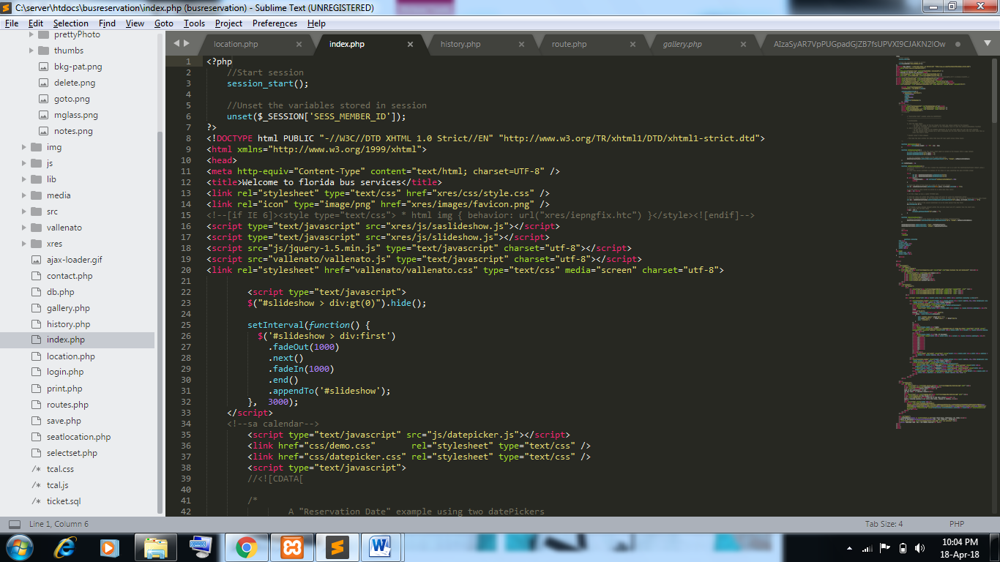 C:\server\htdocs\busreservation\index.php (busreservation) - Sublime Text (UNREGISTERED)
File Edit Selection Find View Goto Tools Project Preferences Help
prettyPhoto
thumbs
bkg-pat.png
delete.png
goto.png
mglass.png
notes.png
img
js
lib
media
src
vallenato
xres
ajax-loader.gif
contact.php
db.php
gallery.php
history.php
index.php
location.php
login.php
print.php
routes.php
save.php
seatlocation.php
selectset.php
/* tcal.css
/* tcal.js
/* ticket.sql
location.php × index.php × history.php × route.php × gallery.php ×
1 <?php
2 //Start session
3 session_start();
4
5 //Unset the variables stored in session
6 unset($_SESSION['SESS_MEMBER_ID']);
7 ?>
8 <!DOCTYPE html PUBLIC "-//W3C//DTD XHTML 1.0 Strict//EN" "http://www.w3.org/TR/xhtml1/DTD/xhtml1-strict.dtd">
9 <html xmlns="http://www.w3.org/1999/xhtml">
10 <head>
11 <meta http-equiv="Content-Type" content="text/html; charset=UTF-8" />
12 <title>Welcome to florida bus services</title>
13 <link rel="stylesheet" type="text/css" href="xres/css/style.css" />
14 <link rel="icon" type="image/png" href="xres/images/favicon.png" />
15 <!--[if IE 6]><style type="text/css"> * html img { behavior: url("xres/iepngfix.htc") }</style><![endif]-->
16 <script type="text/javascript" src="xres/js/saslideshow.js"></script>
17 <script type="text/javascript" src="xres/js/slideshow.js"></script>
18 <script src="js/jquery-1.5.min.js" type="text/javascript" charset="utf-8"></script>
19 <script src="vallenato/vallenato.js" type="text/javascript" charset="utf-8"></script>
20 <link rel="stylesheet" href="vallenato/vallenato.css" type="text/css" media="screen" charset="utf-8">
21
22 <script type="text/javascript">
23 $("#slideshow > div:gt(0)").hide();
24
25 setInterval(function() {
26 $('#slideshow > div:first')
27 .fadeOut(1000)
28 .next()
29 .fadeIn(1000)
30 .end()
31 .appendTo('#slideshow');
32 }, 3000);
33 </script>
34 <!--sa calendar-->
35 <script type="text/javascript" src="js/datepicker.js"></script>
36 <link href="css/demo.css" rel="stylesheet" type="text/css" />
37 <link href="css/datepicker.css" rel="stylesheet" type="text/css" />
38 <script type="text/javascript">
39 //<![CDATA[
40
41 /*
42 A "Reservation Date" example using two datePickers
Line 1, Column 6 Tab Size: 4 PHP
10:04 PM
18-Apr-18